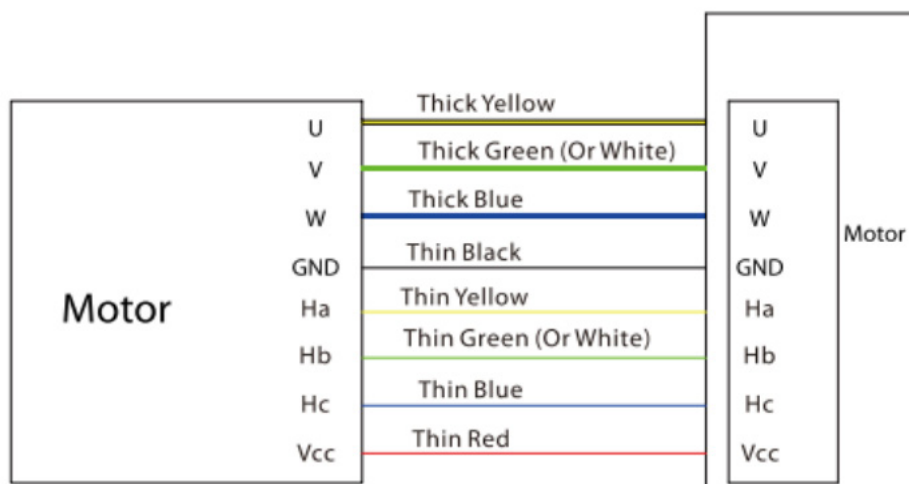 Thick Yellow
U U
Thick Green (Or White)
V V
Thick Blue
W W
Motor
Thin Black
GND GND
Thin Yellow
Motor Ha Ha
Thin Green (Or White)
Hb Hb
Thin Blue
Hc Hc
Thin Red
Vcc Vcc